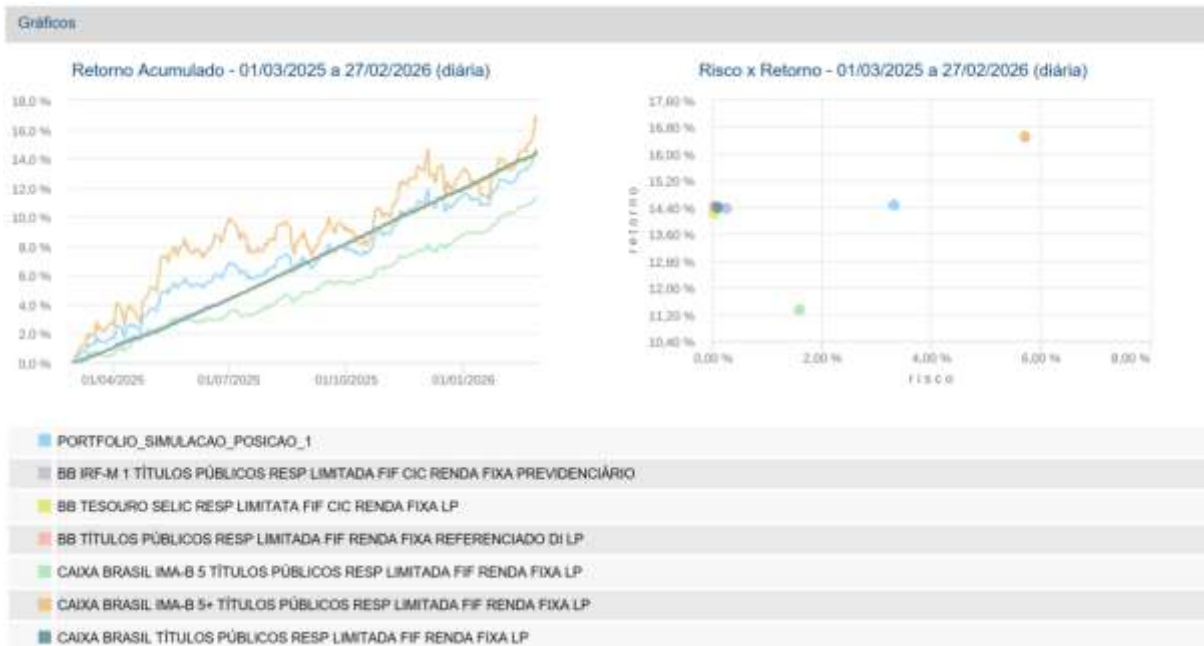 Gráficos
Retorno Acumulado - 01/03/2025 a 27/02/2026 (diária)
18,0 %
16,0 %
14,0 %
12,0 %
10,0 %
8,0 %
6,0 %
4,0 %
2,0 %
0,0 %
01/04/2025
01/07/2025
01/10/2025
01/01/2026
Risco x Retorno - 01/03/2025 a 27/02/2026 (diária)
17,60 %
16,80 %
16,00 %
15,20 %
14,40 %
13,60 %
12,80 %
12,00 %
11,20 %
10,40 %
retorno
0,00 %
2,00 %
4,00 %
6,00 %
8,00 %
risco
PORTFOLIO_SIMULACAO_POSICAO_1
BB IRF-M 1 TÍTULOS PÚBLICOS RESP LIMITADA FIF CIC RENDA FIXA PREVIDENCIÁRIO
BB TESOURO SELIC RESP LIMITATA FIF CIC RENDA FIXA LP
BB TÍTULOS PÚBLICOS RESP LIMITADA FIF RENDA FIXA REFERENCIADO DI LP
CAIXA BRASIL IMA-B 5 TÍTULOS PÚBLICOS RESP LIMITADA FIF RENDA FIXA LP
CAIXA BRASIL IMA-B 5+ TÍTULOS PÚBLICOS RESP LIMITADA FIF RENDA FIXA LP
CAIXA BRASIL TÍTULOS PÚBLICOS RESP LIMITADA FIF RENDA FIXA LP